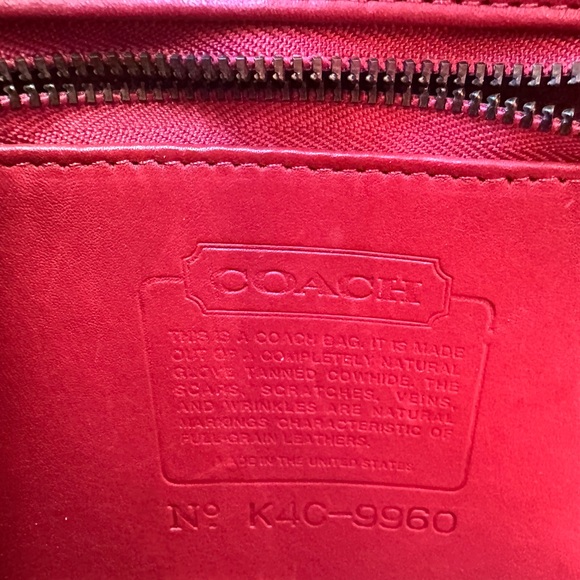 COACH
THIS IS A COACH BAG. IT IS MADE
OUT OF A COMPLETELY NATURAL
GLOVE TANNED COWHIDE. THE
SCARS, SCRATCHES, VEINS,
AND WRINKLES ARE NATURAL
MARKINGS CHARACTERISTIC OF
FULL-GRAIN LEATHERS.
MADE IN THE UNITED STATES
Nº K4C-9960